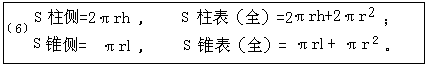 (6) S柱侧=2πrh , S柱表(全)=2πrh+2πr²;
S锥侧= πrl , S锥表(全)= πrl+ πr²。